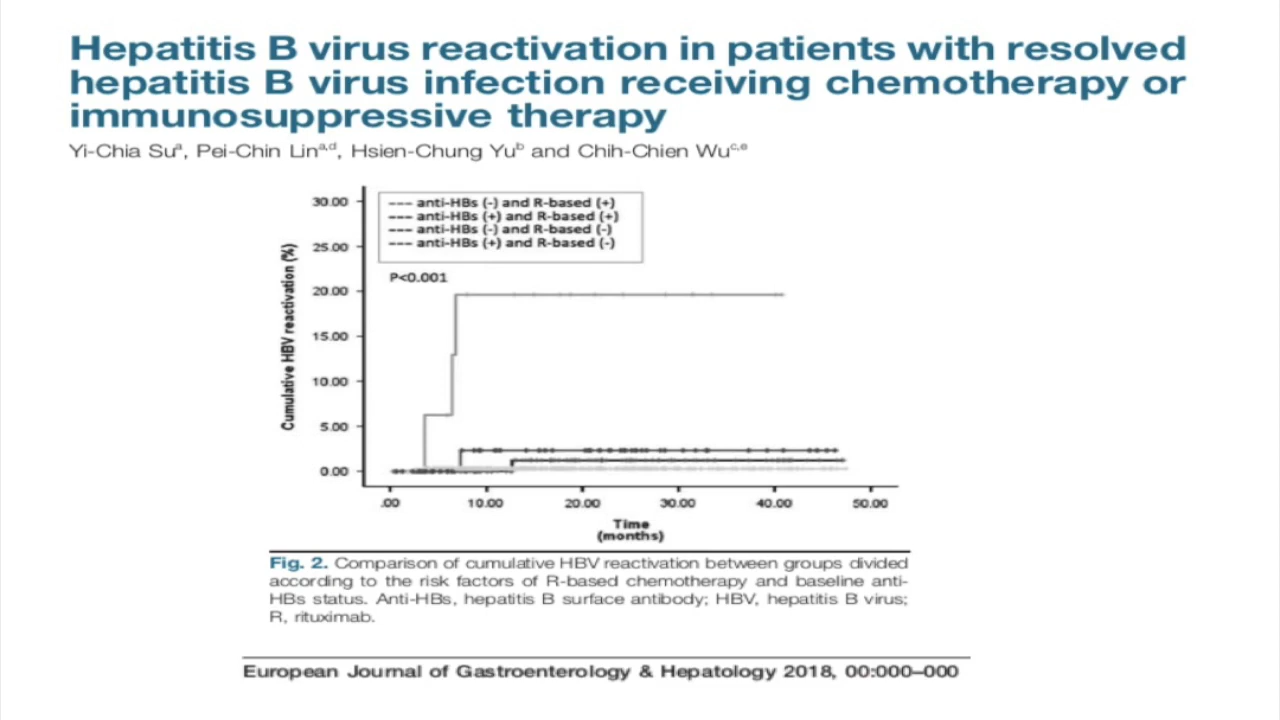 Hepatitis B virus reactivation in patients with resolved
hepatitis B virus infection receiving chemotherapy or
immunosuppressive therapy
Yi-Chia Suᵃ, Pei-Chin Linᵃ,ᵈ, Hsien-Chung Yuᵇ and Chih-Chien Wuᶜ,ᵉ
30.00
25.00
20.00
15.00
10.00
5.00
0.00
Cumulative HBV reactivation (%)
--- anti-HBs (-) and R-based (+)
--- anti-HBs (+) and R-based (+)
--- anti-HBs (-) and R-based (-)
--- anti-HBs (+) and R-based (-)
P<0.001
.00 10.00 20.00 30.00 40.00 50.00
Time
(months)
Fig. 2. Comparison of cumulative HBV reactivation between groups divided
according to the risk factors of R-based chemotherapy and baseline anti-
HBs status. Anti-HBs, hepatitis B surface antibody; HBV, hepatitis B virus;
R, rituximab.
European Journal of Gastroenterology & Hepatology 2018, 00:000–000